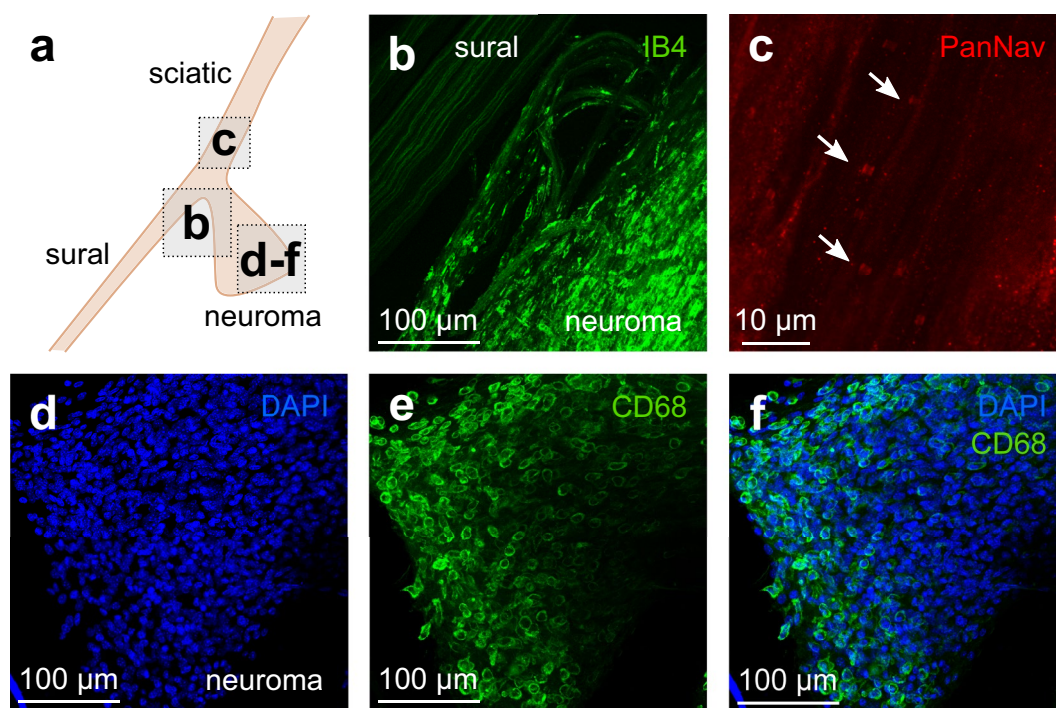 a
sciatic
c
b
sural
d-f
neuroma
b
sural
IB4
100 µm
neuroma
c
PanNav
10 µm
d
DAPI
100 µm
neuroma
e
CD68
100 µm
f
DAPI
CD68
100 µm